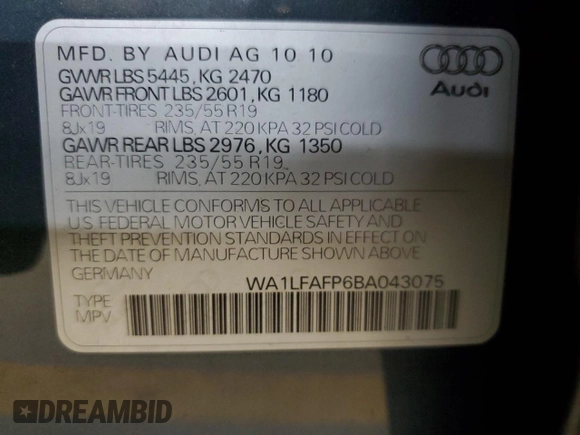 MFD. BY AUDI AG 10 10
GVWR LBS 5445, KG 2470
GAWR FRONT LBS 2601, KG 1180
FRONT-TIRES 235/55 R19
8Jx19 RIMS, AT 220 KPA 32 PSI COLD
GAWR REAR LBS 2976, KG 1350
REAR-TIRES 235/55 R19
8Jx19 RIMS, AT 220 KPA 32 PSI COLD
Audi
THIS VEHICLE CONFORMS TO ALL APPLICABLE
U.S FEDERAL MOTOR VEHICLE SAFETY AND
THEFT PREVENTION STANDARDS IN EFFECT ON
THE DATE OF MANUFACTURE SHOWN ABOVE
GERMANY
WA1LFAFP6BA043075
TYPE
MPV
DREAMBID